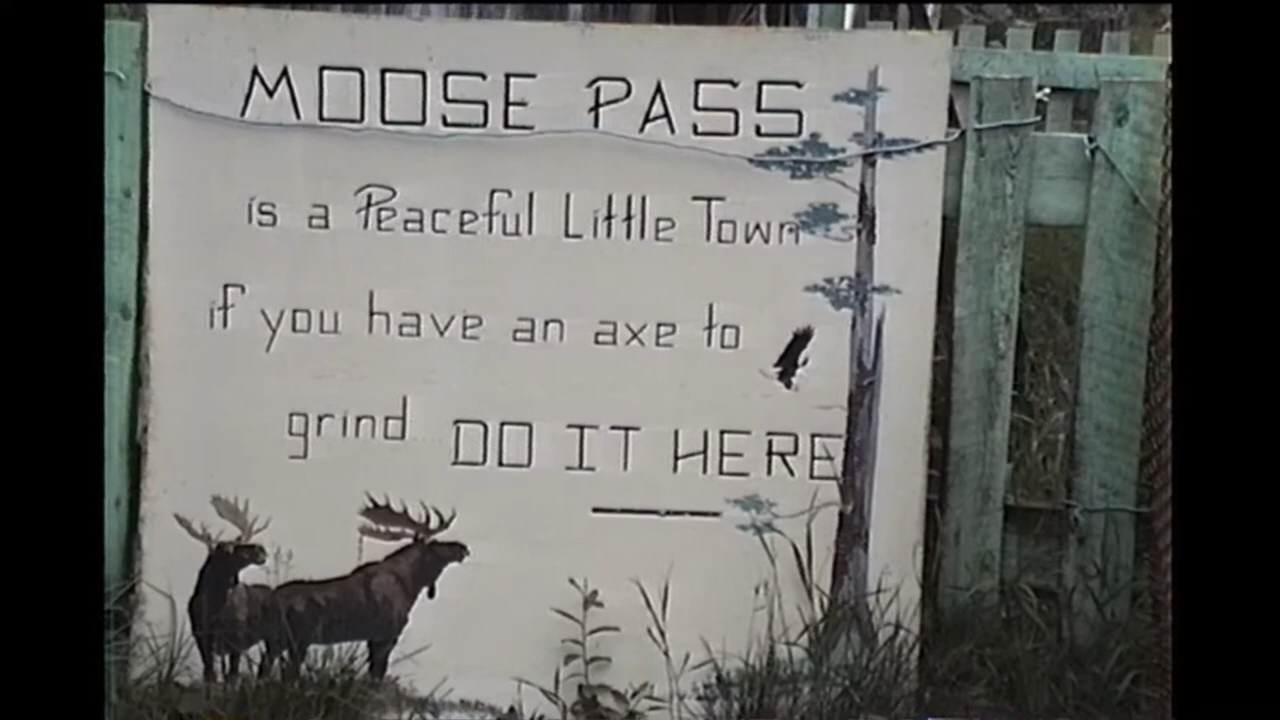 MOOSE PASS
is a Peaceful Little Town
if you have an axe to
grind DO IT HERE